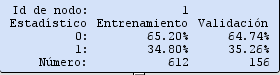 Id de nodo: 1
Estadístico Entrenamiento Validación
0: 65.20% 64.74%
1: 34.80% 35.26%
Número: 612 156